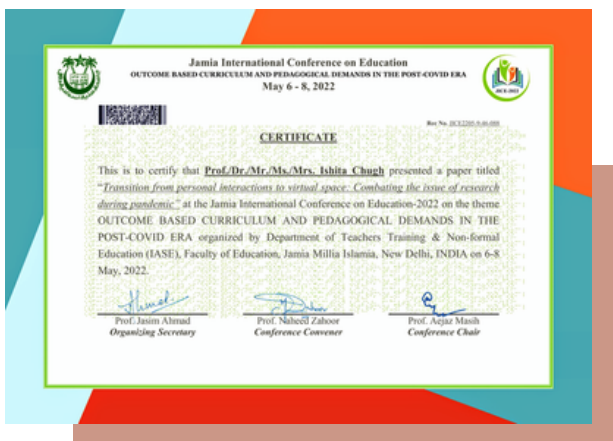 Jamia International Conference on Education
OUTCOME BASED CURRICULUM AND PEDAGOGICAL DEMANDS IN THE POST-COVID ERA
May 6 - 8, 2022
JICE-2022
CERTIFICATE
This is to certify that Prof./Dr./Mr./Ms./Mrs. Ishita Chugh presented a paper titled
"Transition from personal interactions to virtual space: Combating the issue of research
during pandemic" at the Jamia International Conference on Education-2022 on the theme
OUTCOME BASED CURRICULUM AND PEDAGOGICAL DEMANDS IN THE
POST-COVID ERA organized by Department of Teachers Training & Non-formal
Education (IASE), Faculty of Education, Jamia Millia Islamia, New Delhi, INDIA on 6-8
May, 2022.
Prof. Jasim Ahmad
Organizing Secretary
Prof. Naheed Zahoor
Conference Convener
Prof. Aejaz Masih
Conference Chair